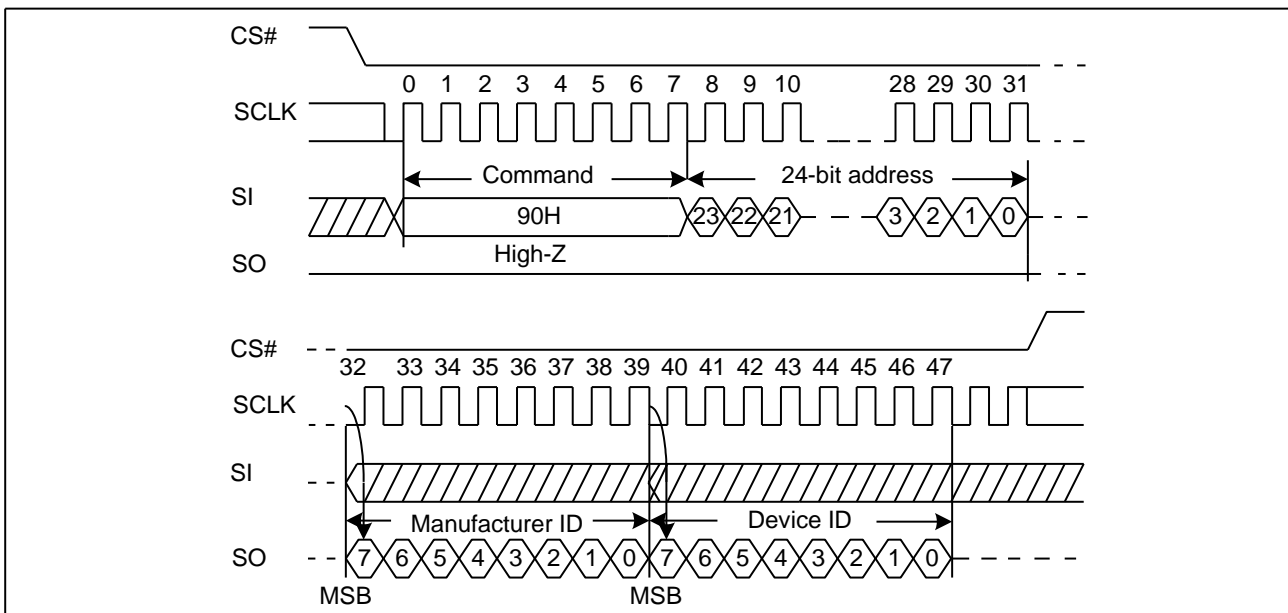 CS#
0 1 2 3 4 5 6 7 8 9 10 28 29 30 31
SCLK
Command 24-bit address
SI
90H 23 22 21 3 2 1 0
High-Z
SO
CS#
32 33 34 35 36 37 38 39 40 41 42 43 44 45 46 47
SCLK
SI
Manufacturer ID Device ID
SO 7 6 5 4 3 2 1 0 7 6 5 4 3 2 1 0
MSB MSB